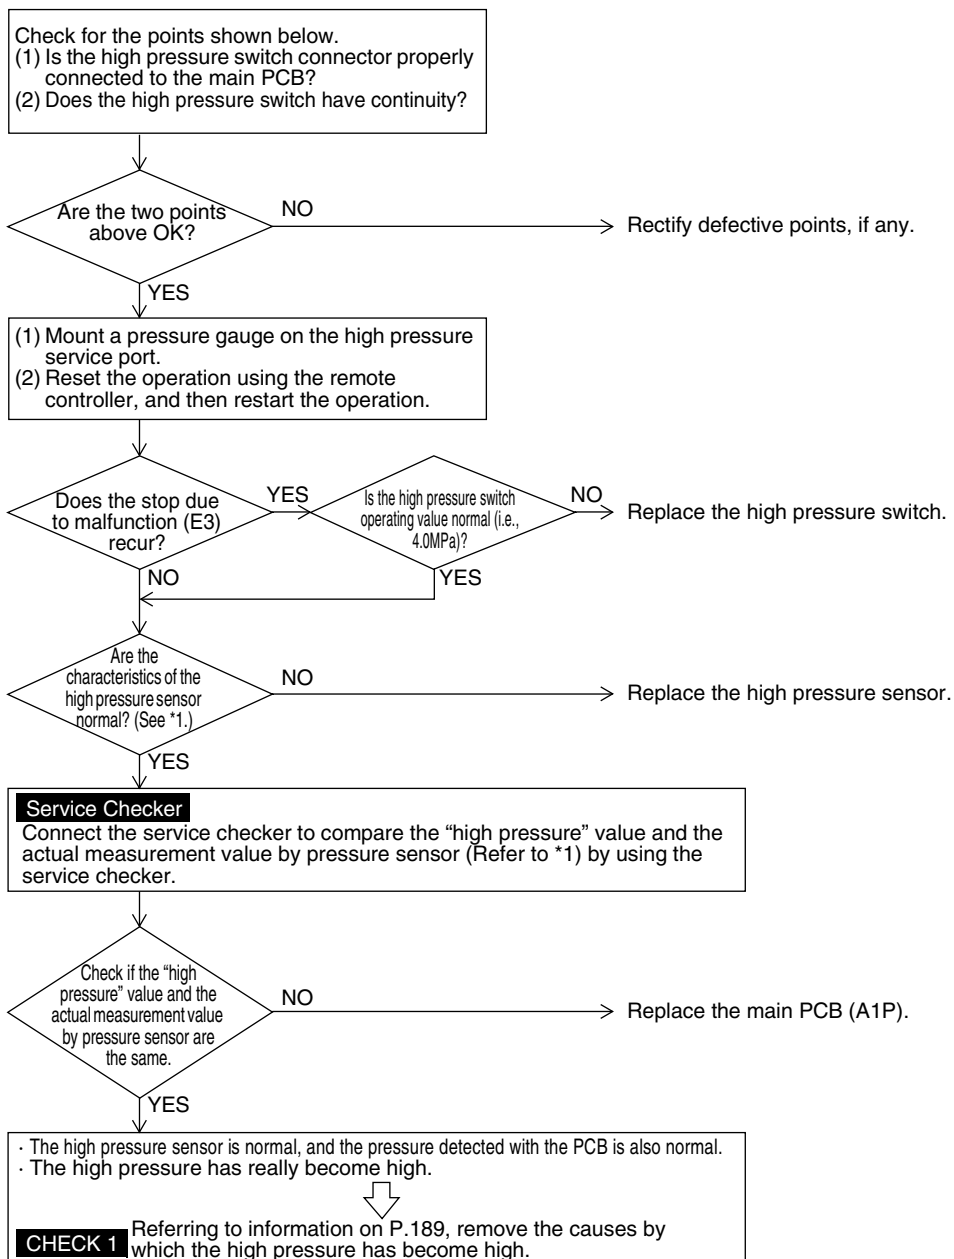 Check for the points shown below.
(1) Is the high pressure switch connector properly
connected to the main PCB?
(2) Does the high pressure switch have continuity?
Are the two points
above OK?
NO
Rectify defective points, if any.
YES
(1) Mount a pressure gauge on the high pressure
service port.
(2) Reset the operation using the remote
controller, and then restart the operation.
Does the stop due
to malfunction (E3)
recur?
YES
Is the high pressure switch
operating value normal (i.e.,
4.0MPa)?
NO
Replace the high pressure switch.
NO
YES
Are the
characteristics of the
high pressure sensor
normal? (See *1.)
NO
Replace the high pressure sensor.
YES
Service Checker
Connect the service checker to compare the “high pressure” value and the
actual measurement value by pressure sensor (Refer to *1) by using the
service checker.
Check if the “high
pressure” value and the
actual measurement value
by pressure sensor are
the same.
NO
Replace the main PCB (A1P).
YES
· The high pressure sensor is normal, and the pressure detected with the PCB is also normal.
· The high pressure has really become high.
CHECK 1 Referring to information on P.189, remove the causes by
which the high pressure has become high.